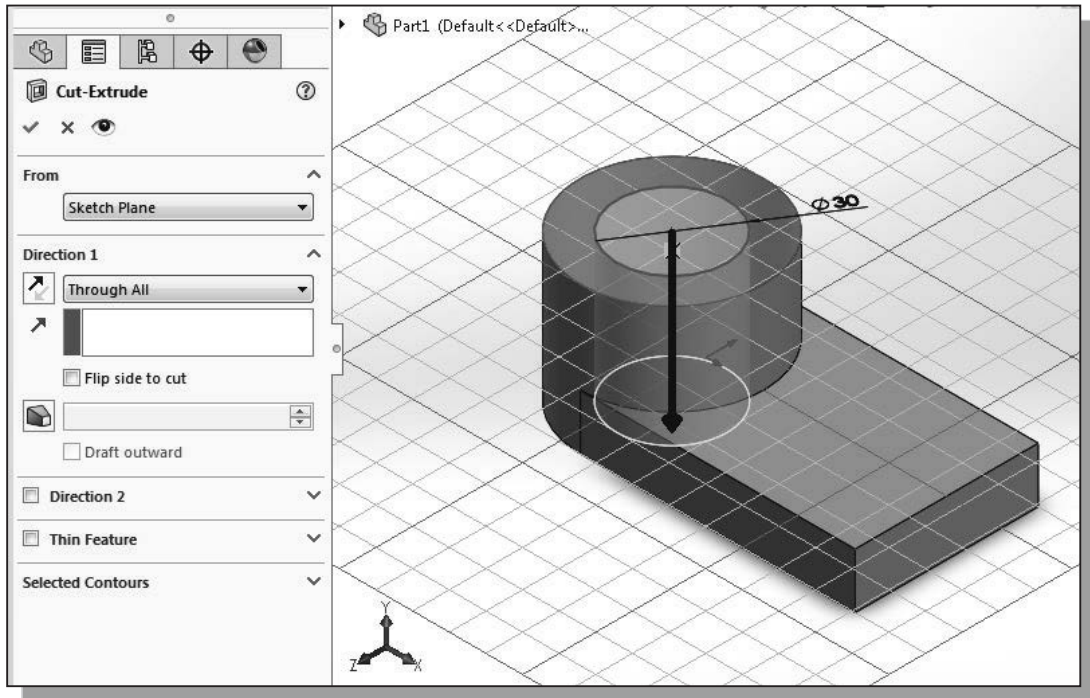 Part1 (Default<<Default>...
Cut-Extrude
From
Sketch Plane
Direction 1
Through All
Flip side to cut
Draft outward
Direction 2
Thin Feature
Selected Contours
Ø30
Y
Z
X